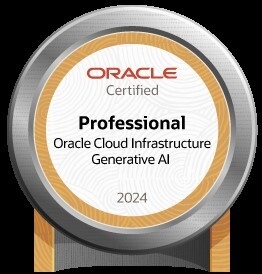 ORACLE
Certified
Professional
Oracle Cloud Infrastructure
Generative AI
2024